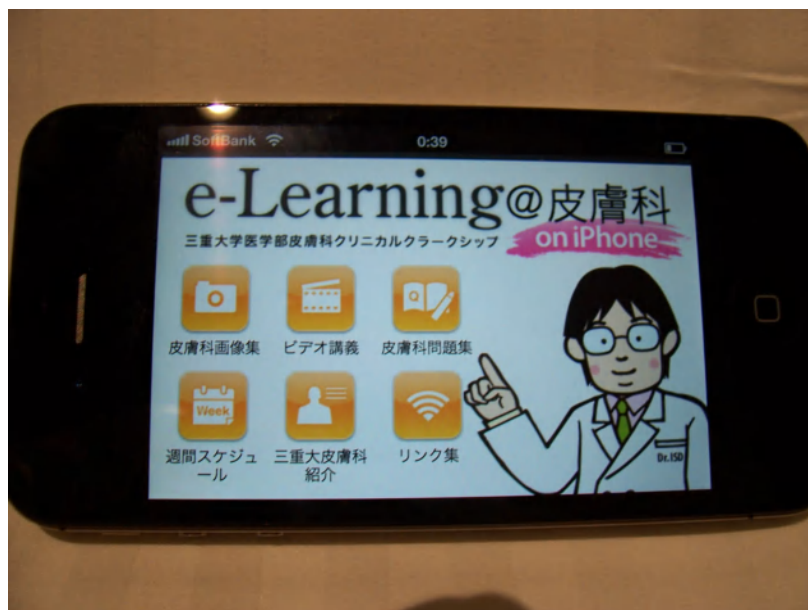 SoftBank 0:39
e-Learning@皮膚科
三重大学医学部皮膚科クリニカルクラークシップ
on iPhone
皮膚科画像集 ビデオ講義 皮膚科問題集
Q
Week
週間スケジュ
ール
三重大皮膚科
紹介
リンク集
Dr.ISD